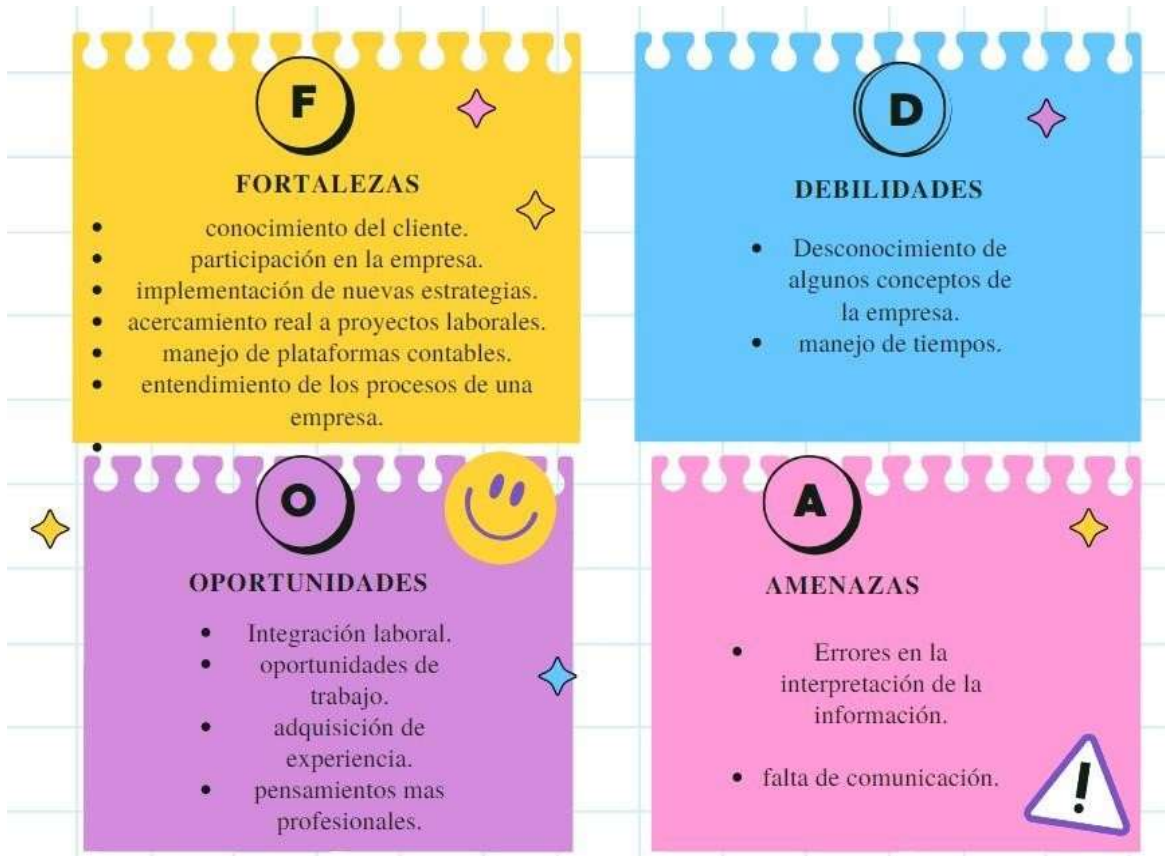 F
FORTALEZAS
• conocimiento del cliente.
• participación en la empresa.
• implementación de nuevas estrategias.
• acercamiento real a proyectos laborales.
• manejo de plataformas contables.
• entendimiento de los procesos de una
empresa.
•
D
DEBILIDADES
• Desconocimiento de
algunos conceptos de
la empresa.
• manejo de tiempos.
O
OPORTUNIDADES
• Integración laboral.
• oportunidades de
trabajo.
• adquisición de
experiencia.
• pensamientos mas
profesionales.
A
AMENAZAS
• Errores en la
interpretación de la
información.
• falta de comunicación.
!